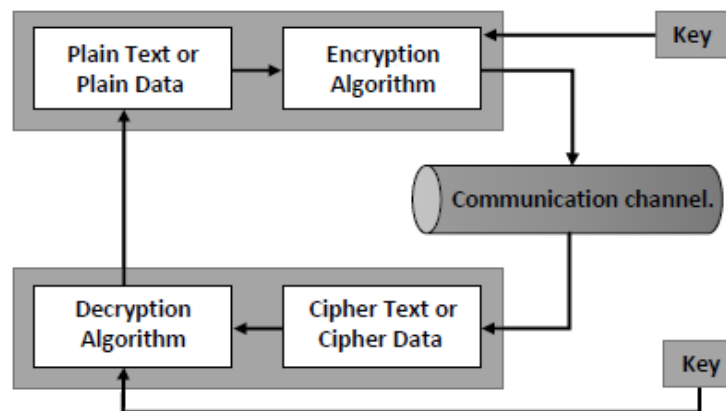 Plain Text or
Plain Data
Encryption
Algorithm
Key
Communication channel.
Decryption
Algorithm
Cipher Text or
Cipher Data
Key